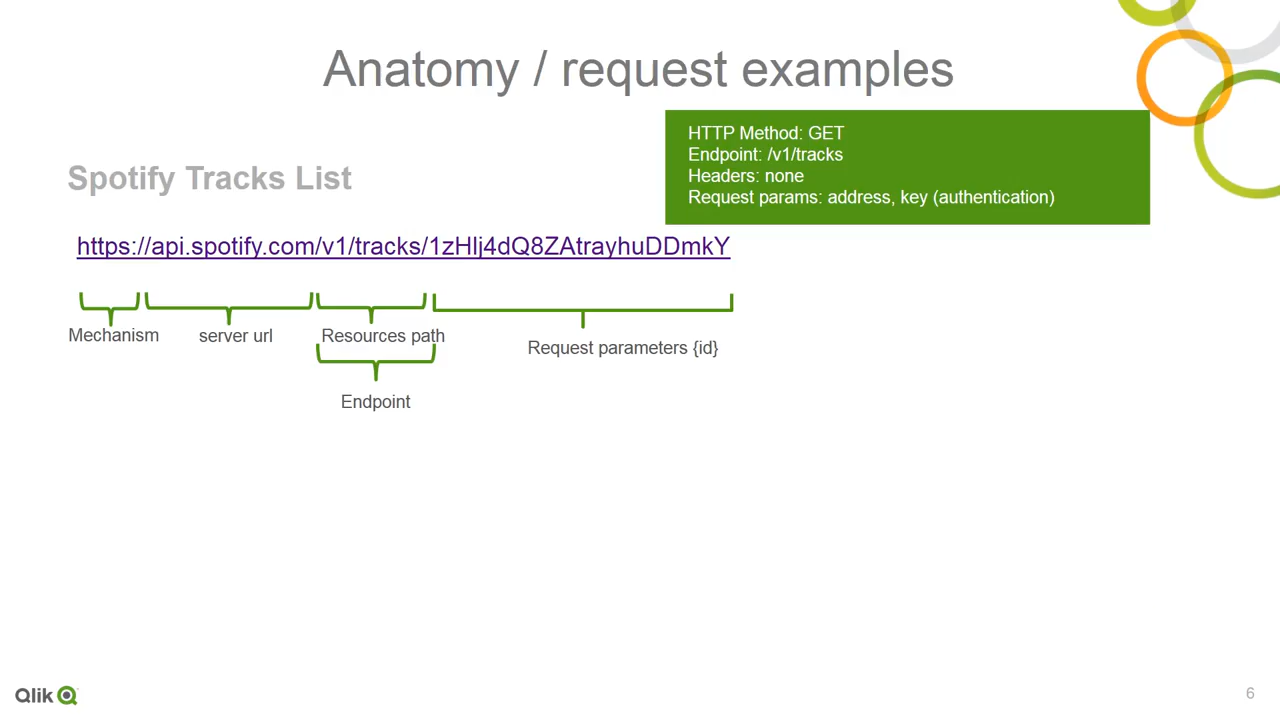 Anatomy / request examples
HTTP Method: GET
Endpoint: /v1/tracks
Headers: none
Request params: address, key (authentication)
Spotify Tracks List
https://api.spotify.com/v1/tracks/1zHlj4dQ8ZAtrayhuDDmkY
Mechanism
server url
Resources path
Request parameters {id}
Endpoint
Qlik
6